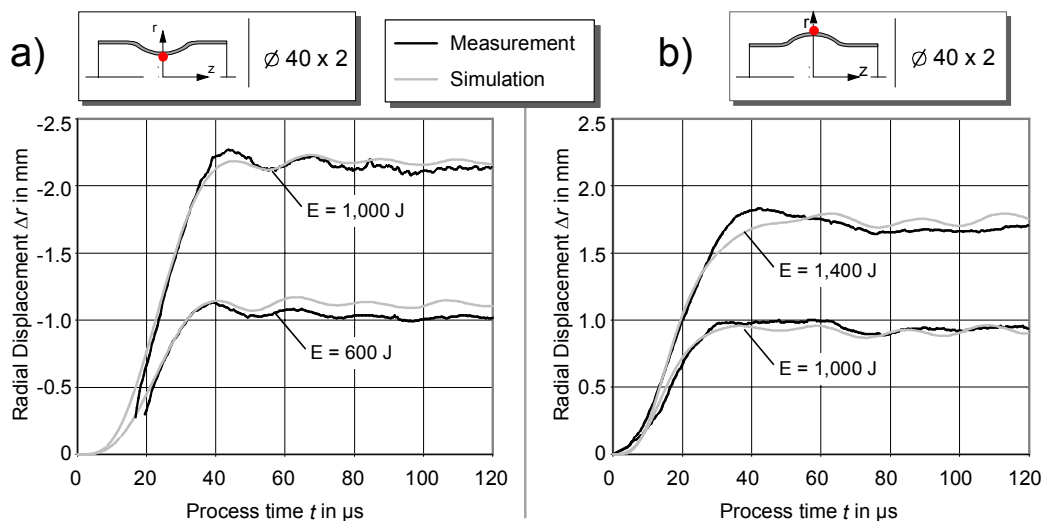 a)
r
z
Ø 40 x 2
Measurement
Simulation
b)
r
z
Ø 40 x 2
Radial Displacement Δr in mm
-2.5
-2.0
-1.5
-1.0
-0.5
0
E = 1,000 J
E = 600 J
0 20 40 60 80 100 120
Process time t in µs
Radial Displacement Δr in mm
2.5
2.0
1.5
1.0
0.5
0
E = 1,400 J
E = 1,000 J
0 20 40 60 80 100 120
Process time t in µs